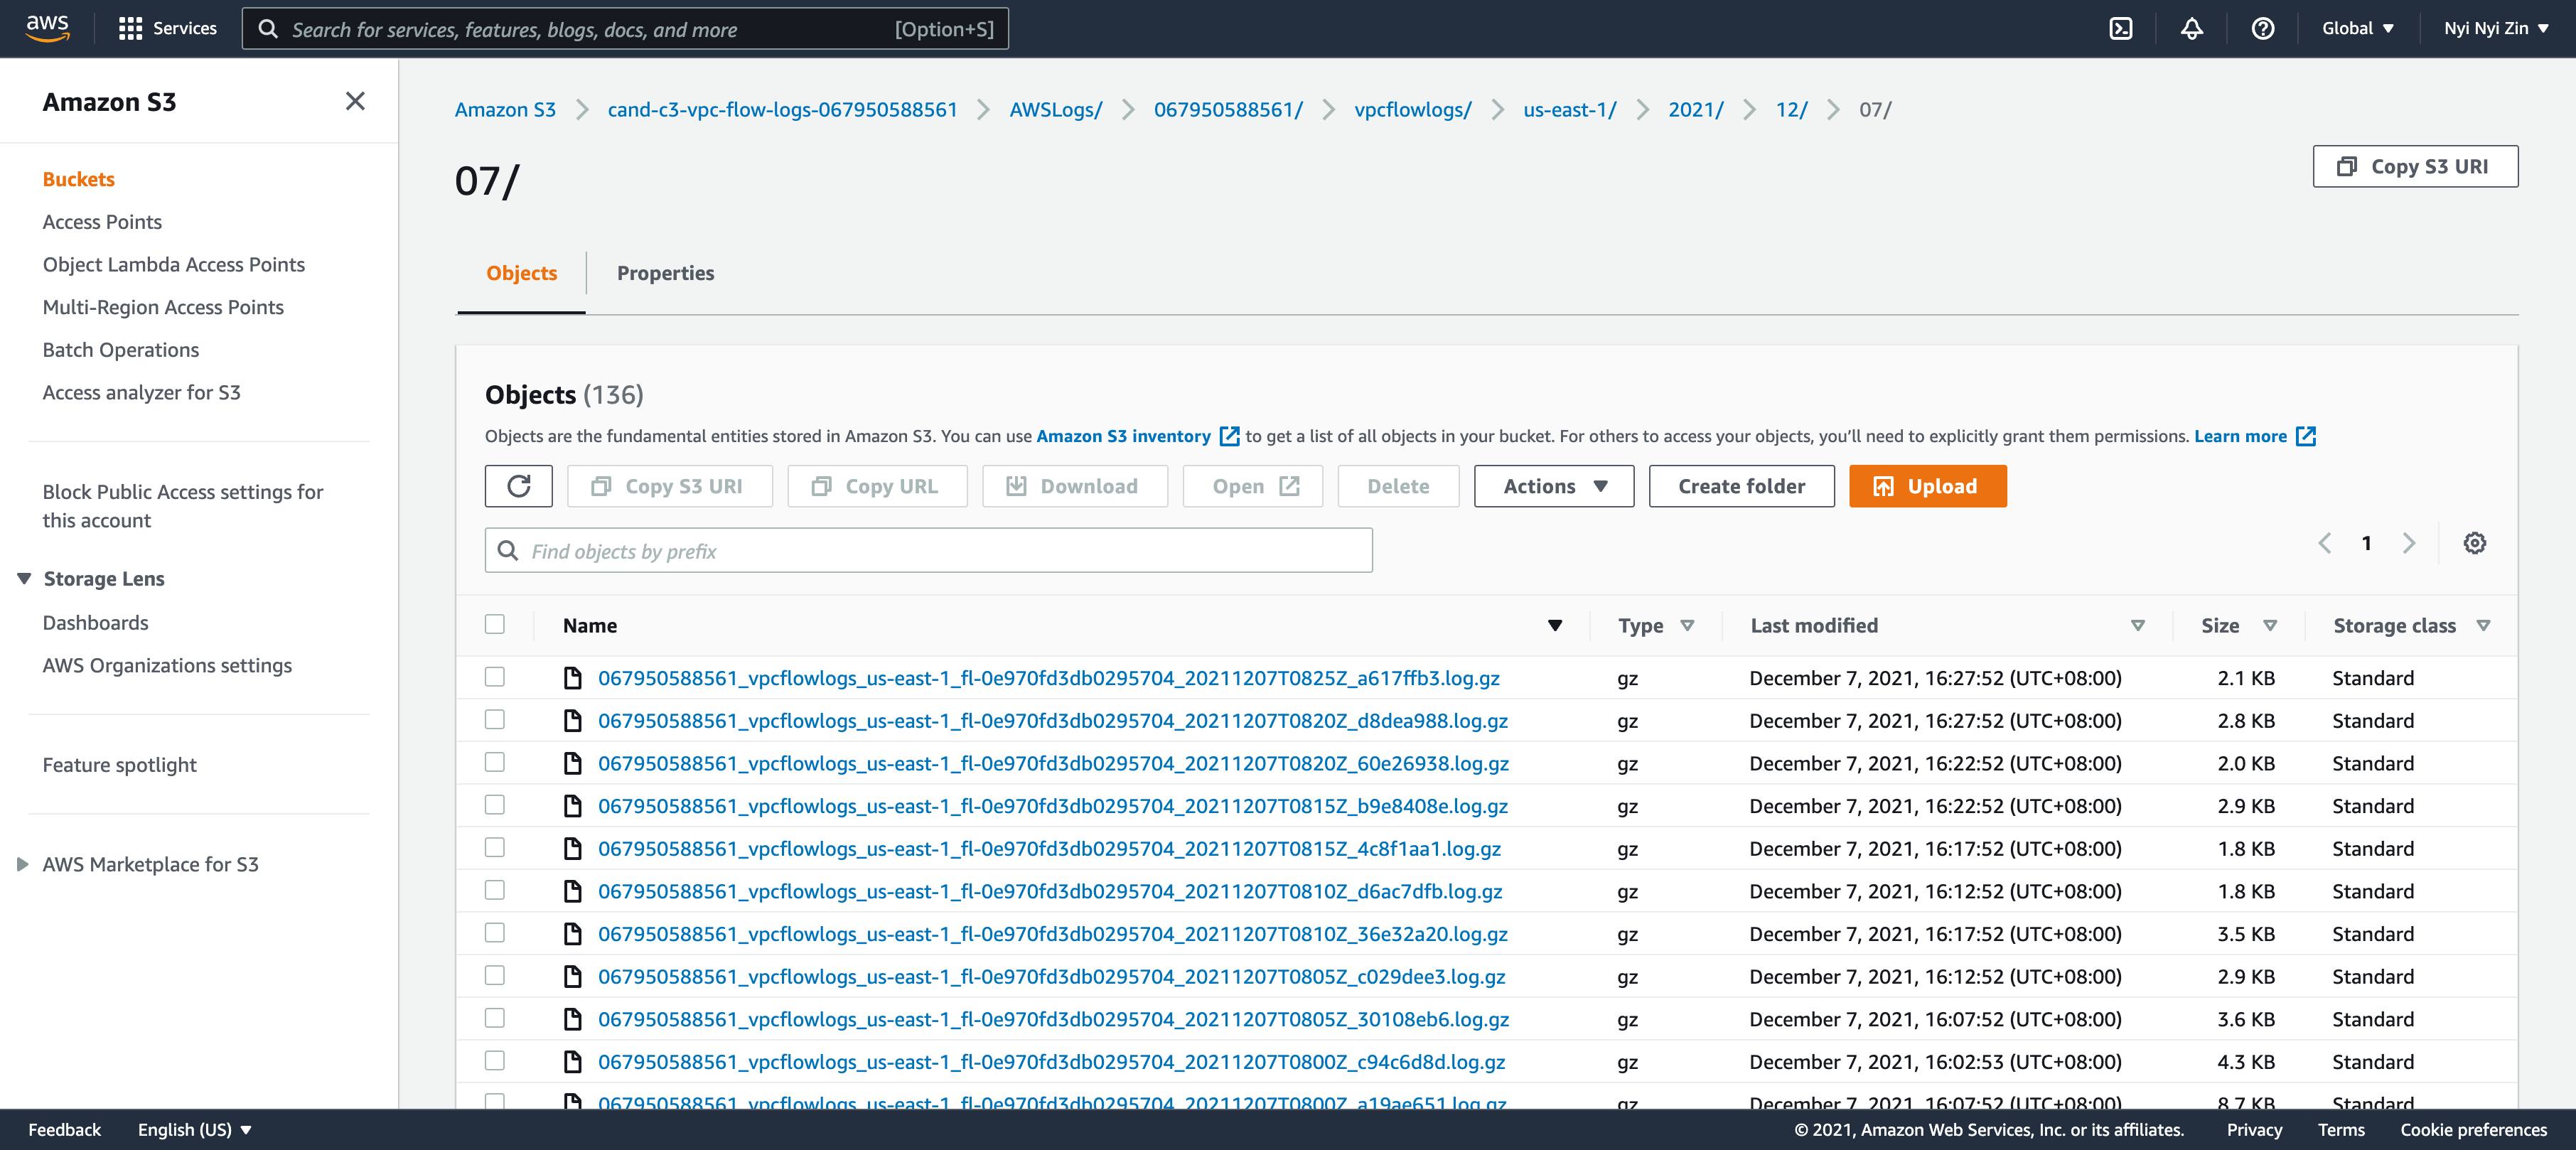 aws Services Search for services, features, blogs, docs, and more [Option+S] Global Nyi Nyi Zin
Amazon S3
Buckets
Access Points
Object Lambda Access Points
Multi-Region Access Points
Batch Operations
Access analyzer for S3
Block Public Access settings for
this account
Storage Lens
Dashboards
AWS Organizations settings
Feature spotlight
AWS Marketplace for S3
Amazon S3 cand-c3-vpc-flow-logs-067950588561 AWSLogs/ 067950588561/ vpcflowlogs/ us-east-1/ 2021/ 12/ 07/
07/
Copy S3 URI
Objects Properties
Objects (136)
Objects are the fundamental entities stored in Amazon S3. You can use Amazon S3 inventory to get a list of all objects in your bucket. For others to access your objects, you’ll need to explicitly grant them permissions. Learn more
Copy S3 URI Copy URL Download Open Delete Actions Create folder Upload
Find objects by prefix
1
Name Type Last modified Size Storage class
067950588561_vpcflowlogs_us-east-1_fl-0e970fd3db0295704_20211207T0825Z_a617ffb3.log.gz gz December 7, 2021, 16:27:52 (UTC+08:00) 2.1 KB Standard
067950588561_vpcflowlogs_us-east-1_fl-0e970fd3db0295704_20211207T0820Z_d8dea988.log.gz gz December 7, 2021, 16:27:52 (UTC+08:00) 2.8 KB Standard
067950588561_vpcflowlogs_us-east-1_fl-0e970fd3db0295704_20211207T0820Z_60e26938.log.gz gz December 7, 2021, 16:22:52 (UTC+08:00) 2.0 KB Standard
067950588561_vpcflowlogs_us-east-1_fl-0e970fd3db0295704_20211207T0815Z_b9e8408e.log.gz gz December 7, 2021, 16:22:52 (UTC+08:00) 2.9 KB Standard
067950588561_vpcflowlogs_us-east-1_fl-0e970fd3db0295704_20211207T0815Z_4c8f1aa1.log.gz gz December 7, 2021, 16:17:52 (UTC+08:00) 1.8 KB Standard
067950588561_vpcflowlogs_us-east-1_fl-0e970fd3db0295704_20211207T0810Z_d6ac7dfb.log.gz gz December 7, 2021, 16:12:52 (UTC+08:00) 1.8 KB Standard
067950588561_vpcflowlogs_us-east-1_fl-0e970fd3db0295704_20211207T0810Z_36e32a20.log.gz gz December 7, 2021, 16:17:52 (UTC+08:00) 3.5 KB Standard
067950588561_vpcflowlogs_us-east-1_fl-0e970fd3db0295704_20211207T0805Z_c029dee3.log.gz gz December 7, 2021, 16:12:52 (UTC+08:00) 2.9 KB Standard
067950588561_vpcflowlogs_us-east-1_fl-0e970fd3db0295704_20211207T0805Z_30108eb6.log.gz gz December 7, 2021, 16:07:52 (UTC+08:00) 3.6 KB Standard
067950588561_vpcflowlogs_us-east-1_fl-0e970fd3db0295704_20211207T0800Z_c94c6d8d.log.gz gz December 7, 2021, 16:02:53 (UTC+08:00) 4.3 KB Standard
067950588561_vpcflowlogs_us-east-1_fl-0e970fd3db0295704_20211207T0800Z_a19ae651.log.gz gz December 7, 2021, 16:07:52 (UTC+08:00) 8.7 KB Standard
Feedback English (US) © 2021, Amazon Web Services, Inc. or its affiliates. Privacy Terms Cookie preferences